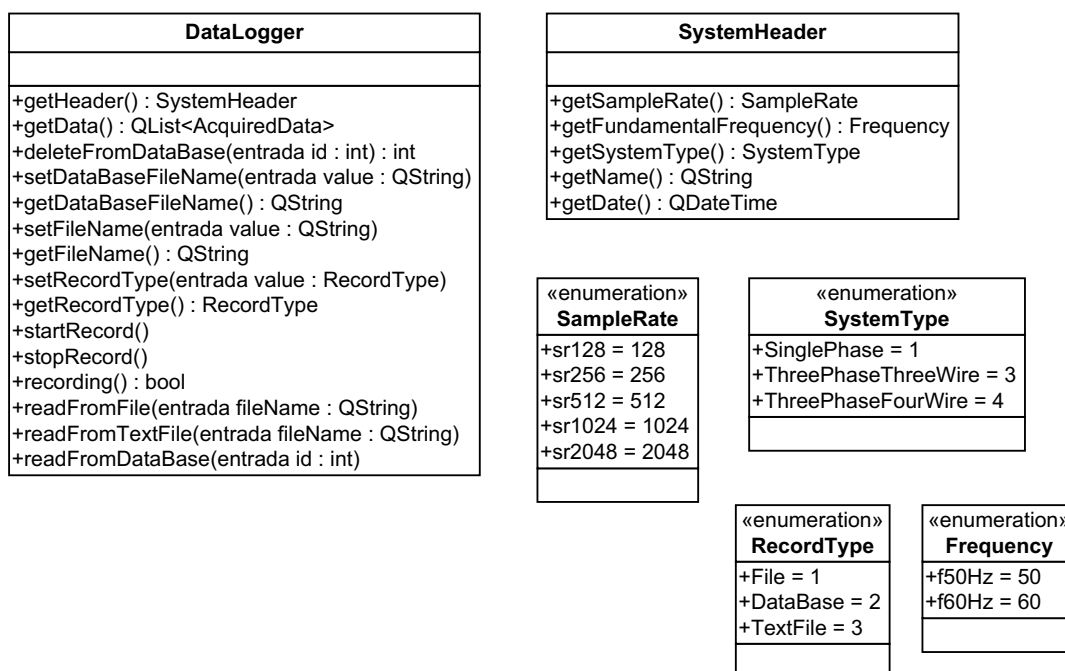 DataLogger
+getHeader() : SystemHeader
+getData() : QList<AcquiredData>
+deleteFromDataBase(entrada id : int) : int
+setDataBaseFileName(entrada value : QString)
+getDataBaseFileName() : QString
+setFileName(entrada value : QString)
+getFileName() : QString
+setRecordType(entrada value : RecordType)
+getRecordType() : RecordType
+startRecord()
+stopRecord()
+recording() : bool
+readFromFile(entrada fileName : QString)
+readFromTextFile(entrada fileName : QString)
+readFromDataBase(entrada id : int)
SystemHeader
+getSampleRate() : SampleRate
+getFundamentalFrequency() : Frequency
+getSystemType() : SystemType
+getName() : QString
+getDate() : QDateTime
«enumeration»
SampleRate
+sr128 = 128
+sr256 = 256
+sr512 = 512
+sr1024 = 1024
+sr2048 = 2048
«enumeration»
SystemType
+SinglePhase = 1
+ThreePhaseThreeWire = 3
+ThreePhaseFourWire = 4
«enumeration»
RecordType
+File = 1
+DataBase = 2
+TextFile = 3
«enumeration»
Frequency
+f50Hz = 50
+f60Hz = 60